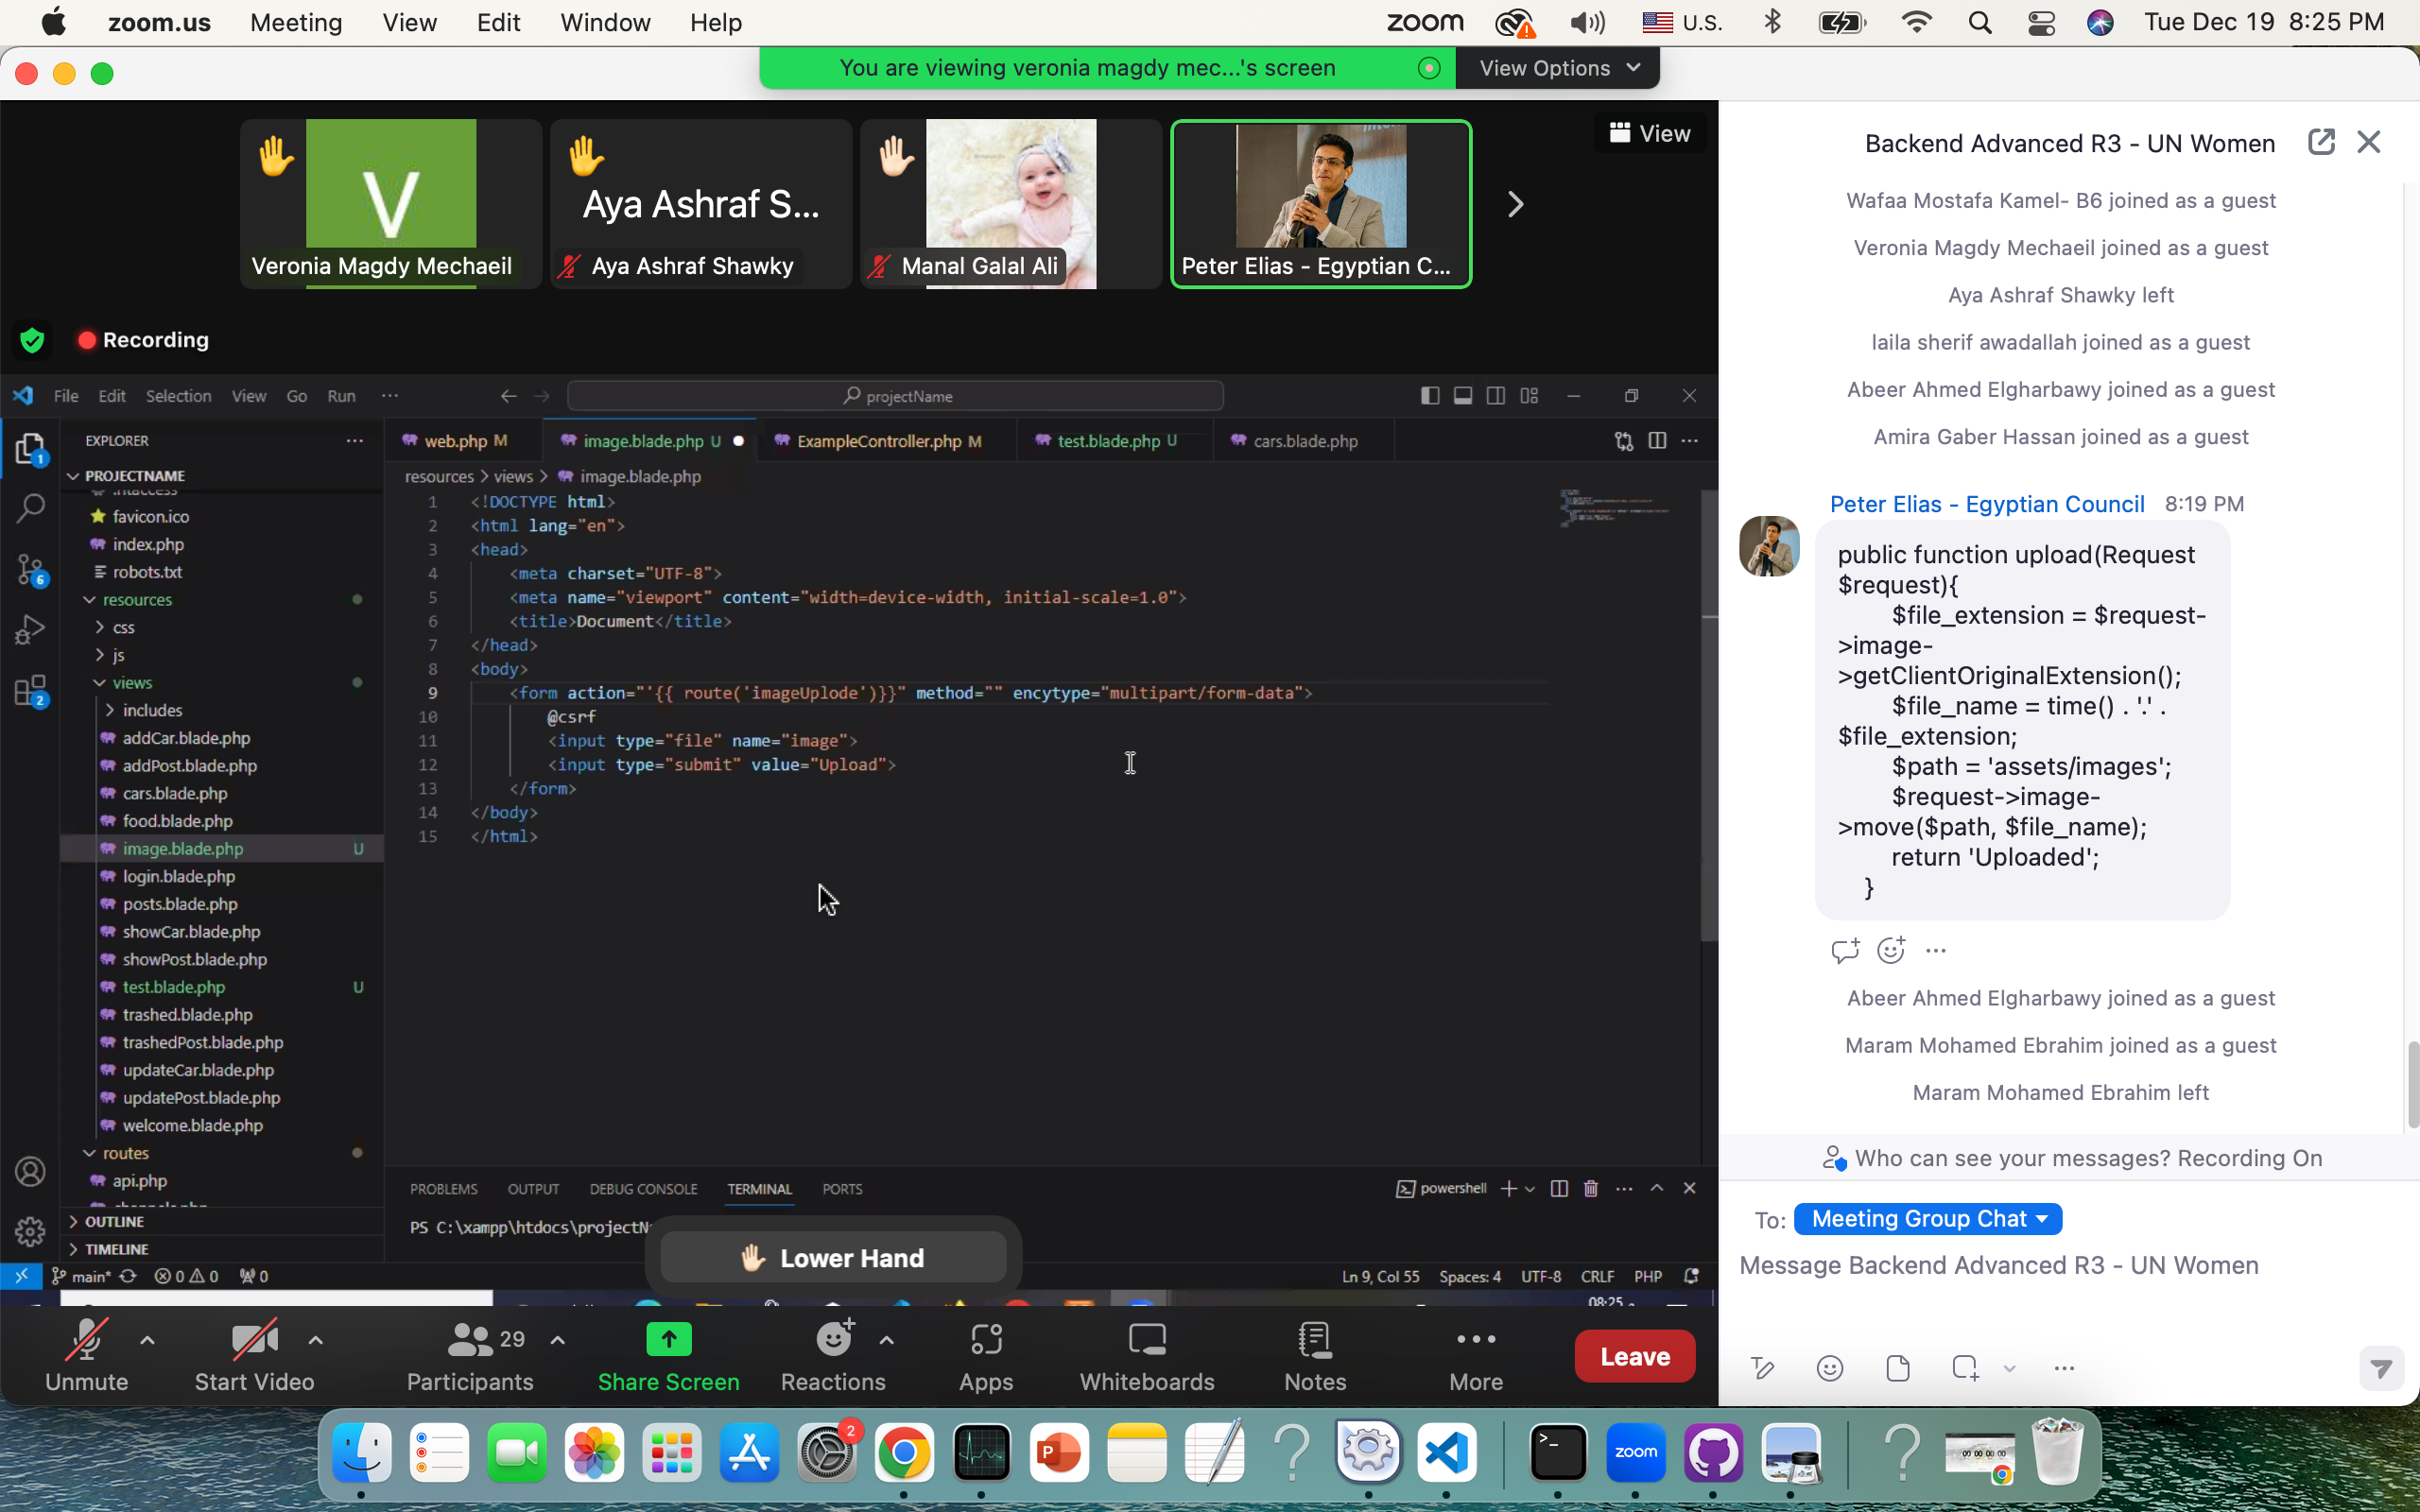 zoom.us Meeting View Edit Window Help zoom U.S. Tue Dec 19 8:25 PM
You are viewing veronia magdy mec...'s screen View Options
View
V
Aya Ashraf S...
Veronia Magdy Mechaeil
Aya Ashraf Shawky
Manal Galal Ali
Peter Elias - Egyptian C...
Recording
File Edit Selection View Go Run ... projectName
EXPLORER
PROJECTNAME
.htaccess
favicon.ico
index.php
robots.txt
resources
css
js
views
includes
addCar.blade.php
addPost.blade.php
cars.blade.php
food.blade.php
image.blade.php U
login.blade.php
posts.blade.php
showCar.blade.php
showPost.blade.php
test.blade.php U
trashed.blade.php
trashedPost.blade.php
updateCar.blade.php
updatePost.blade.php
welcome.blade.php
routes
api.php
OUTLINE
TIMELINE
1
6
2
web.php M image.blade.php U ExampleController.php M test.blade.php U cars.blade.php
resources > views > image.blade.php
1 <!DOCTYPE html>
2 <html lang="en">
3 <head>
4 <meta charset="UTF-8">
5 <meta name="viewport" content="width=device-width, initial-scale=1.0">
6 <title>Document</title>
7 </head>
8 <body>
9 <form action="'{{ route('imageUplode')}}" method="" encytype="multipart/form-data">
10 @csrf
11 <input type="file" name="image">
12 <input type="submit" value="Upload">
13 </form>
14 </body>
15 </html>
PROBLEMS OUTPUT DEBUG CONSOLE TERMINAL PORTS powershell
PS C:\xampp\htdocs\projectN
Lower Hand
main* 0 0 0 Ln 9, Col 55 Spaces: 4 UTF-8 CRLF PHP
08:25
Unmute
Start Video
29
Participants
Share Screen
Reactions
Apps
Whiteboards
Notes
More
Leave
Backend Advanced R3 - UN Women
Wafaa Mostafa Kamel- B6 joined as a guest
Veronia Magdy Mechaeil joined as a guest
Aya Ashraf Shawky left
laila sherif awadallah joined as a guest
Abeer Ahmed Elgharbawy joined as a guest
Amira Gaber Hassan joined as a guest
Peter Elias - Egyptian Council 8:19 PM
public function upload(Request
$request){
$file_extension = $request-
>image-
>getClientOriginalExtension();
$file_name = time() . '.' .
$file_extension;
$path = 'assets/images';
$request->image-
>move($path, $file_name);
return 'Uploaded';
}
Abeer Ahmed Elgharbawy joined as a guest
Maram Mohamed Ebrahim joined as a guest
Maram Mohamed Ebrahim left
Who can see your messages? Recording On
To: Meeting Group Chat
Message Backend Advanced R3 - UN Women
2
P
zoom